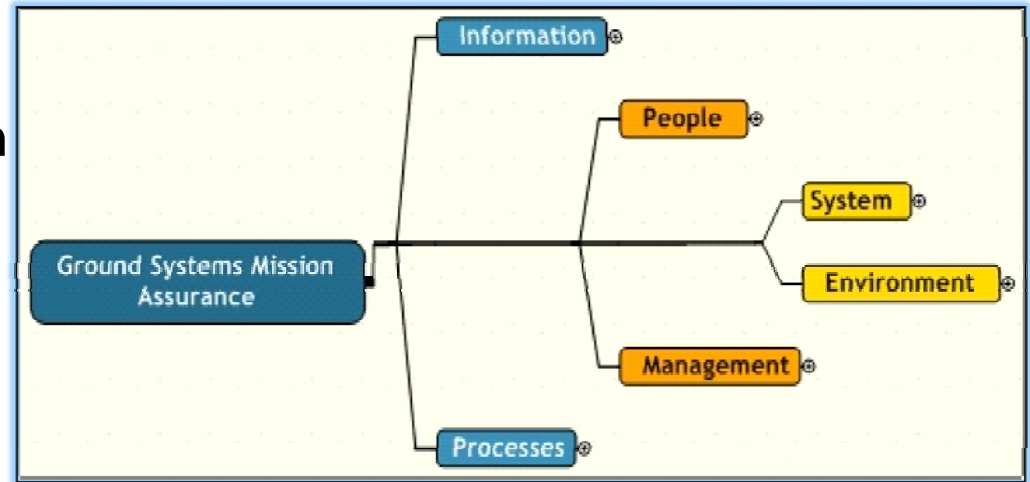 Information
People
System
Ground Systems Mission
Assurance
Environment
Management
Processes